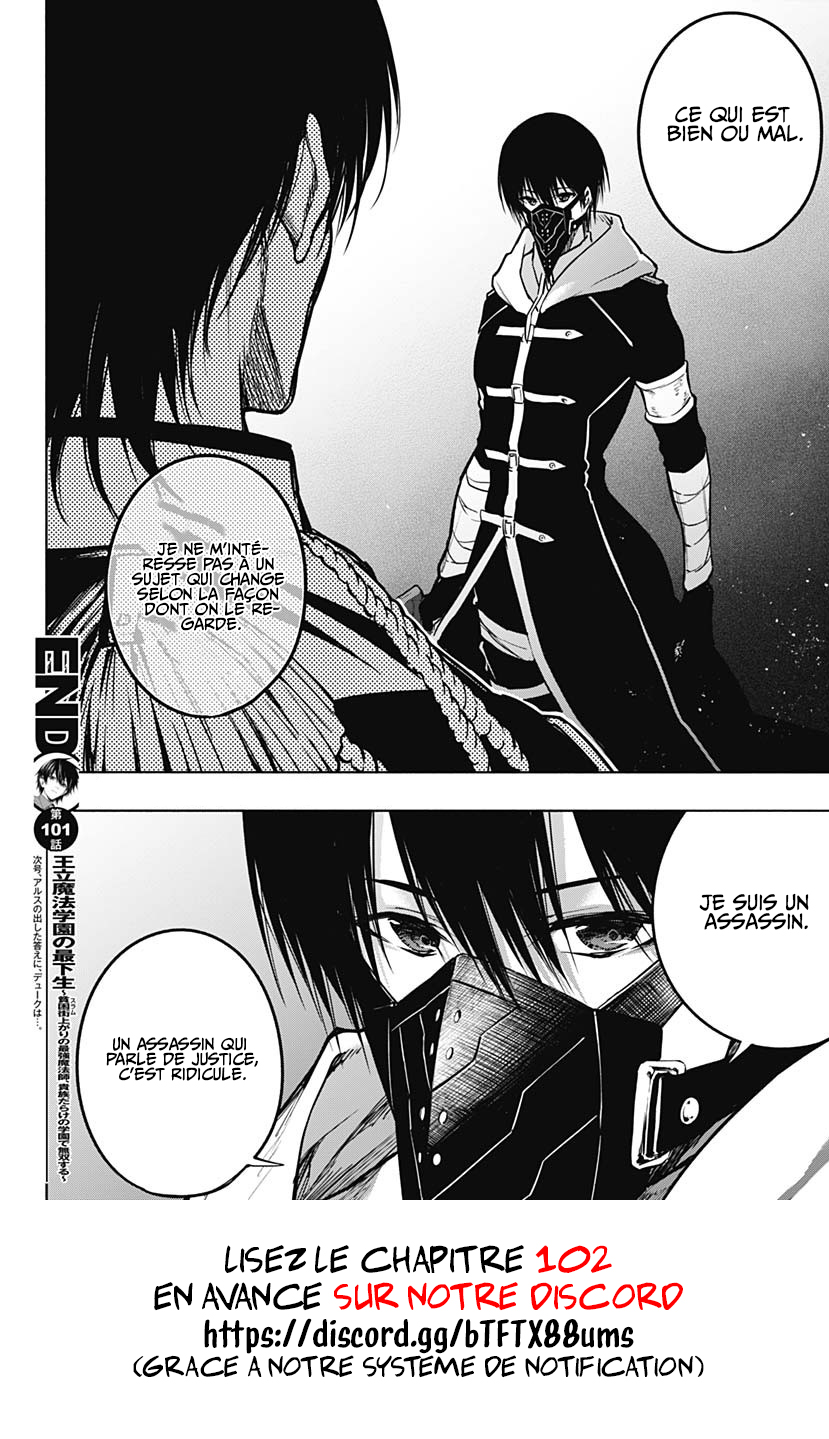 CE QUI EST
BIEN OU MAL.
JE NE M'INTÉ-
RESSE PAS À UN
SUJET QUI CHANGE
SELON LA FAÇON
DONT ON LE RE-
GARDE.
JE SUIS UN
ASSASSIN.
UN ASSASSIN QUI
PARLE DE JUSTICE,
C'EST RIDICULE.
END
第
101
話
王立魔法学園の最下生
~貧困街上がりの最強魔法師、貴族だらけの学園で無双する~
スラム
次号、アルスの出した答えに、デュークは…。
LISEZ LE CHAPITRE 102
EN AVANCE SUR NOTRE DISCORD
https://discord.gg/bTFTX88ums
(GRACE A NOTRE SYSTEME DE NOTIFICATION)